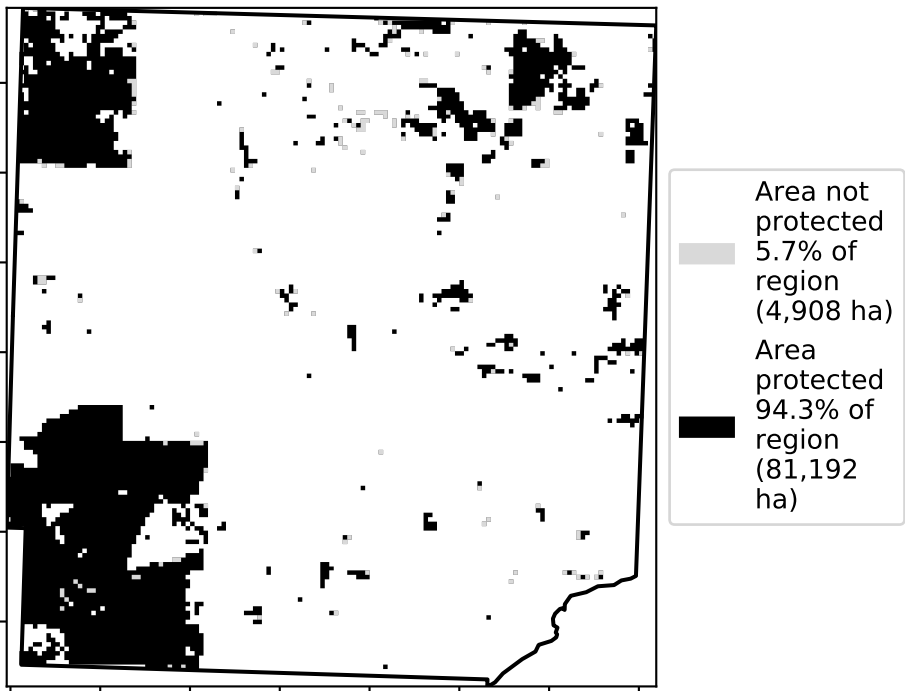 Area not
protected
5.7% of
region
(4,908 ha)
Area
protected
94.3% of
region
(81,192
ha)